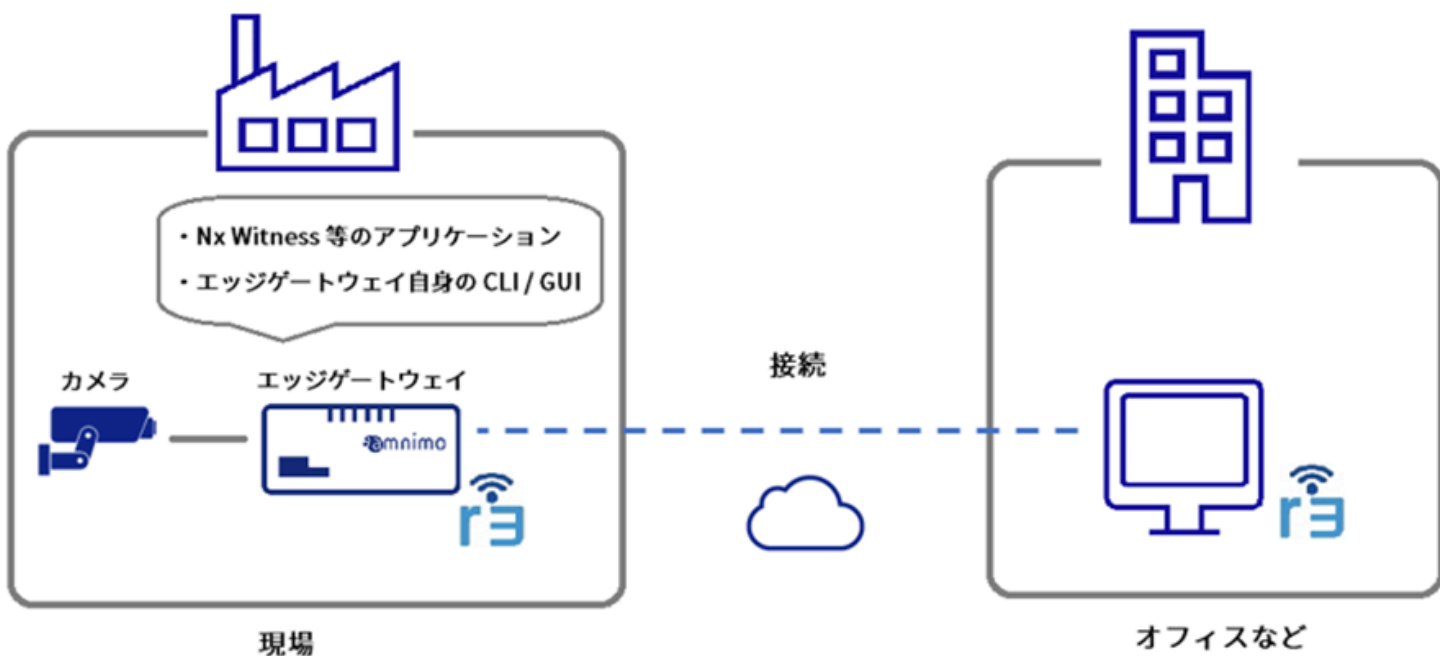 ・Nx Witness 等のアプリケーション
・エッジゲートウェイ自身の CLI / GUI
カメラ
エッジゲートウェイ
amnimo
r3
接続
r3
現場
オフィスなど